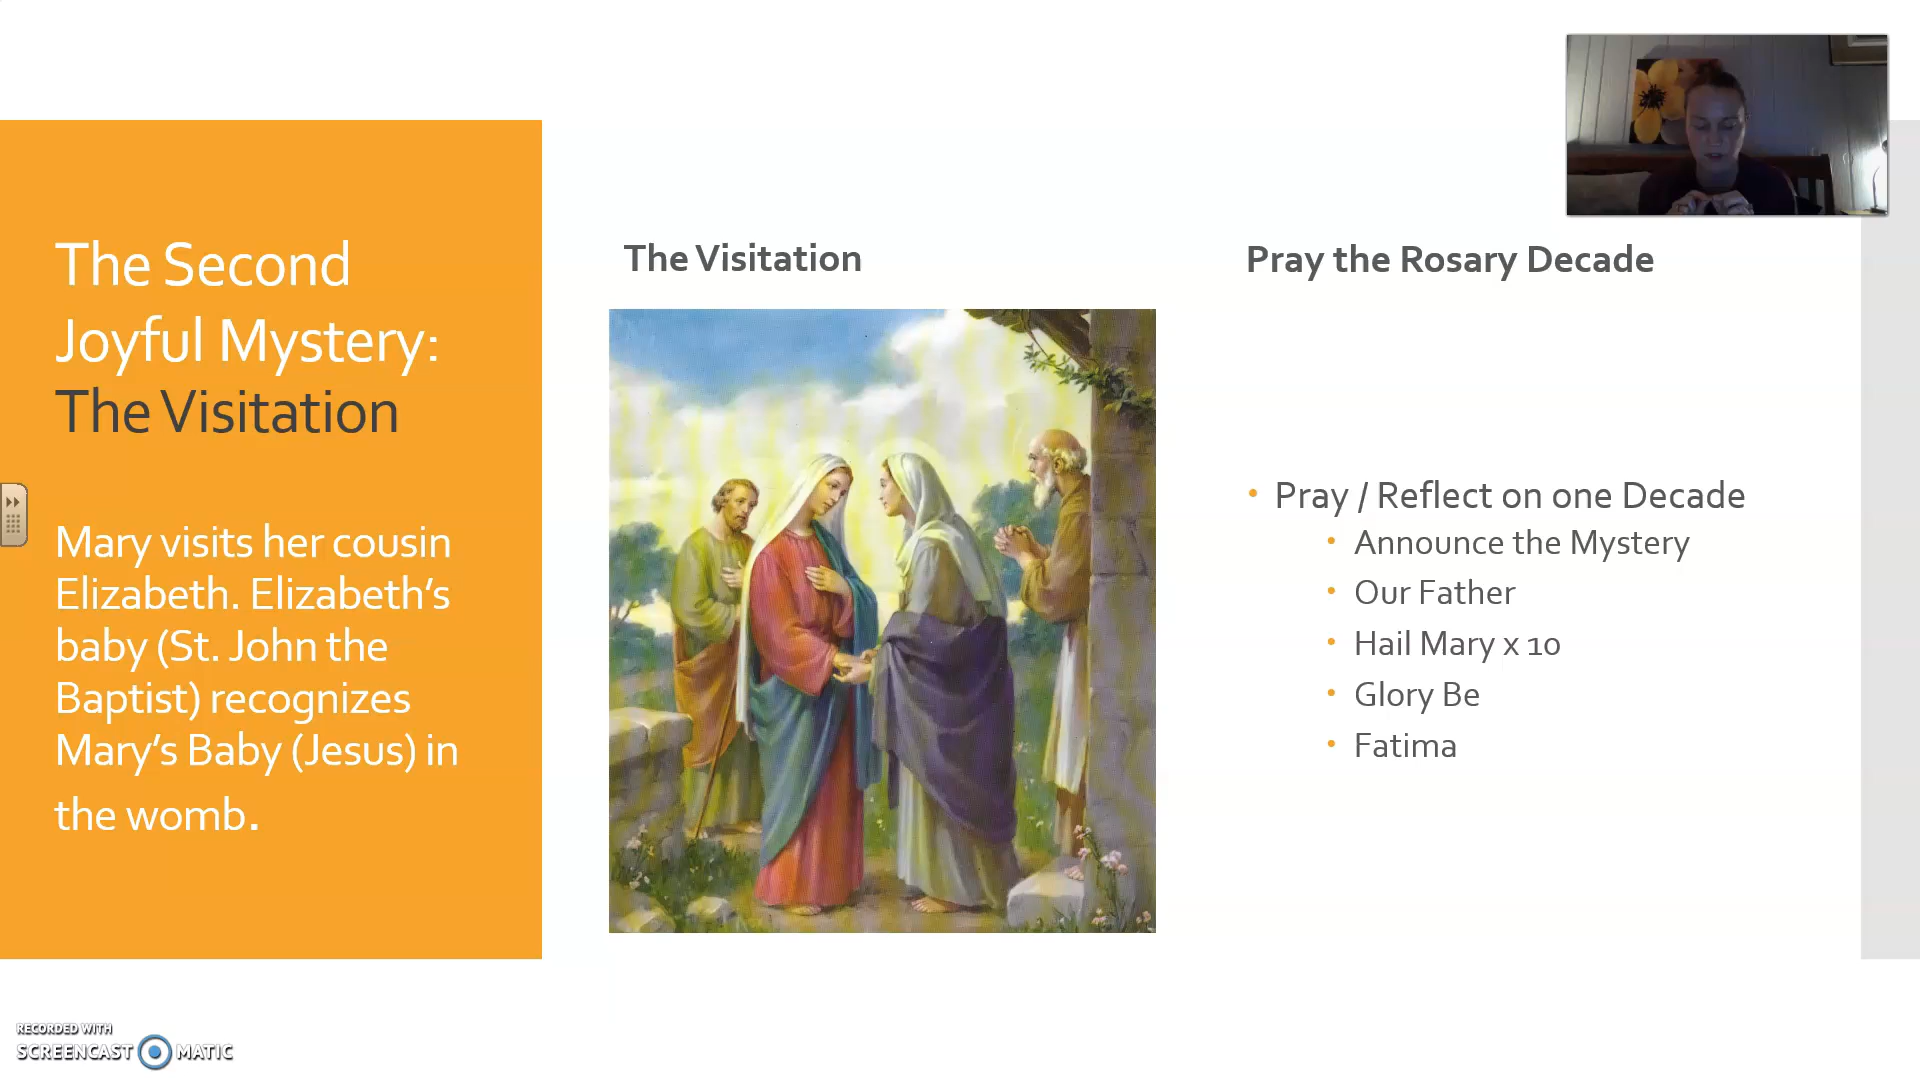 The Second
Joyful Mystery:
The Visitation
Mary visits her cousin
Elizabeth. Elizabeth’s
baby (St. John the
Baptist) recognizes
Mary’s Baby (Jesus) in
the womb.
The Visitation
Pray the Rosary Decade
• Pray / Reflect on one Decade
• Announce the Mystery
• Our Father
• Hail Mary x 10
• Glory Be
• Fatima
RECORDED WITH
SCREENCAST MATIC